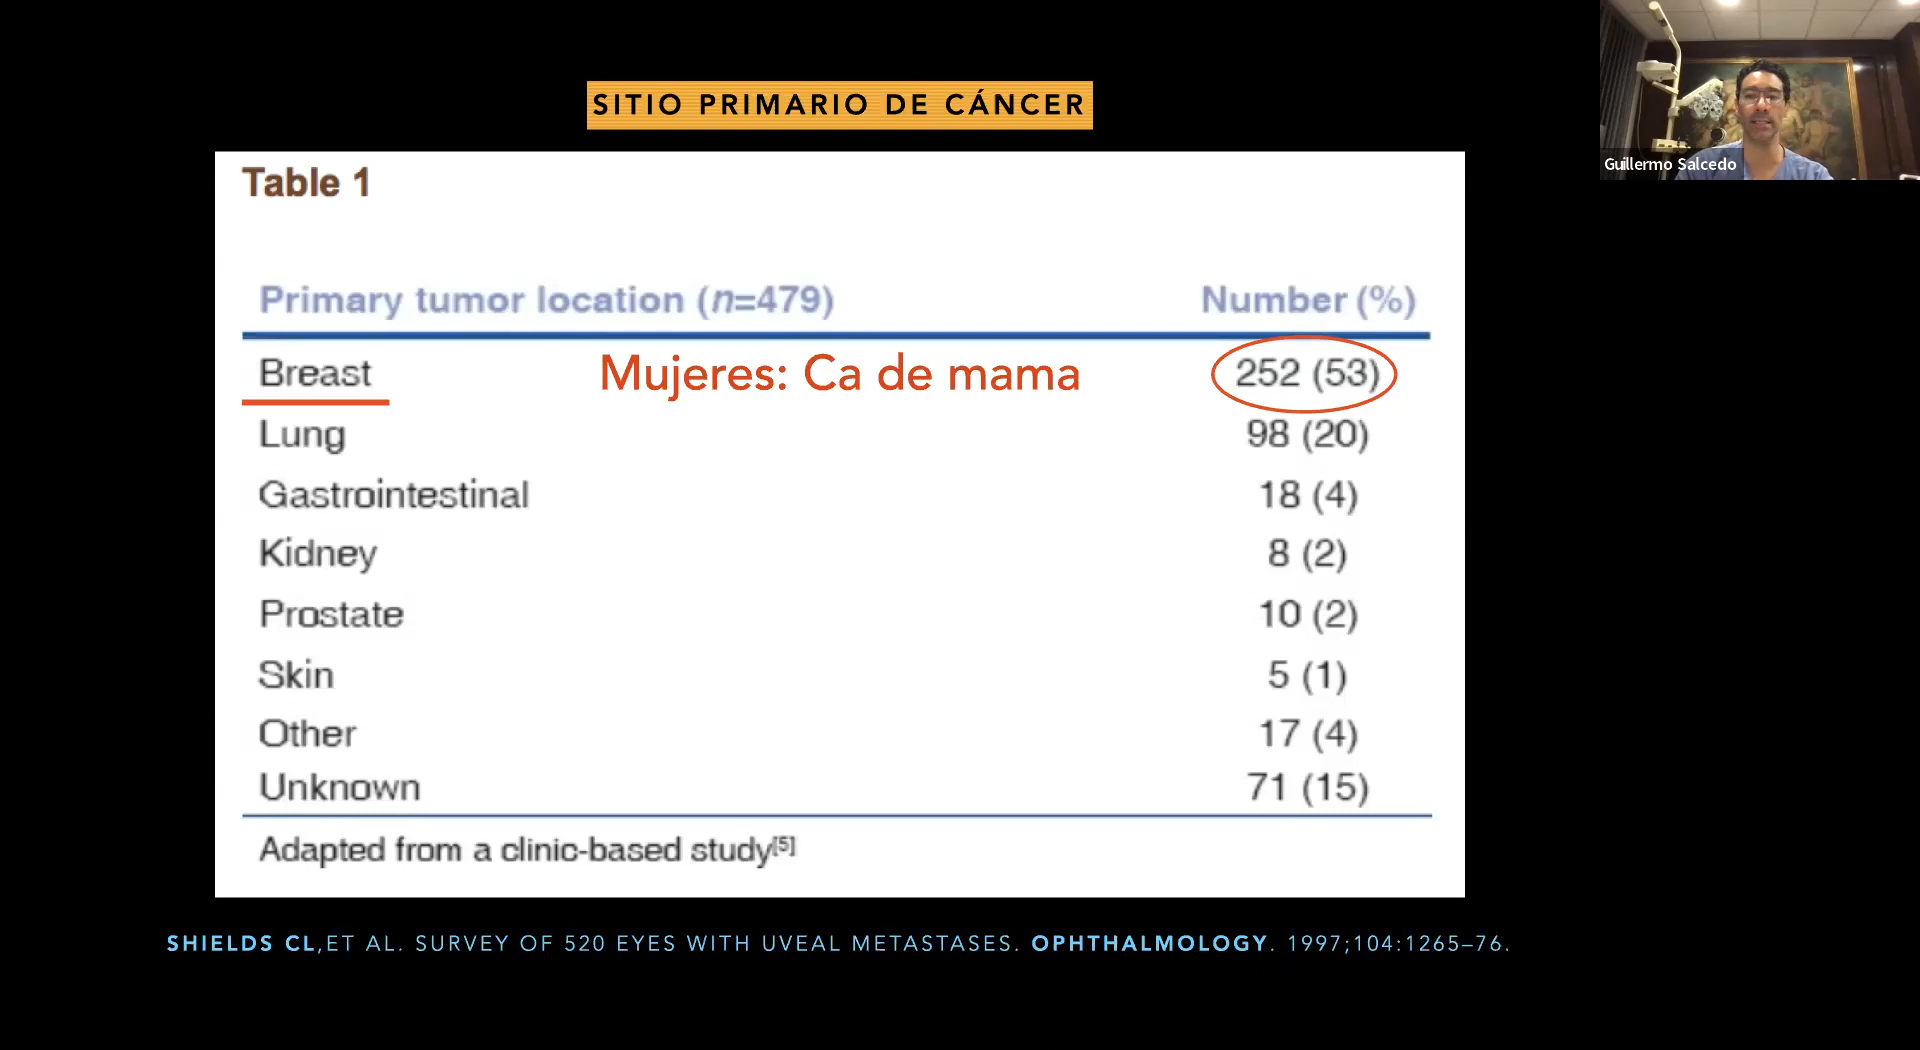 SITIO PRIMARIO DE CÁNCER
Guillermo Salcedo
Table 1
Primary tumor location (n=479) Number (%)
Breast Mujeres: Ca de mama 252 (53)
Lung 98 (20)
Gastrointestinal 18 (4)
Kidney 8 (2)
Prostate 10 (2)
Skin 5 (1)
Other 17 (4)
Unknown 71 (15)
Adapted from a clinic-based study[5]
SHIELDS CL,ET AL. SURVEY OF 520 EYES WITH UVEAL METASTASES. OPHTHALMOLOGY. 1997;104:1265–76.